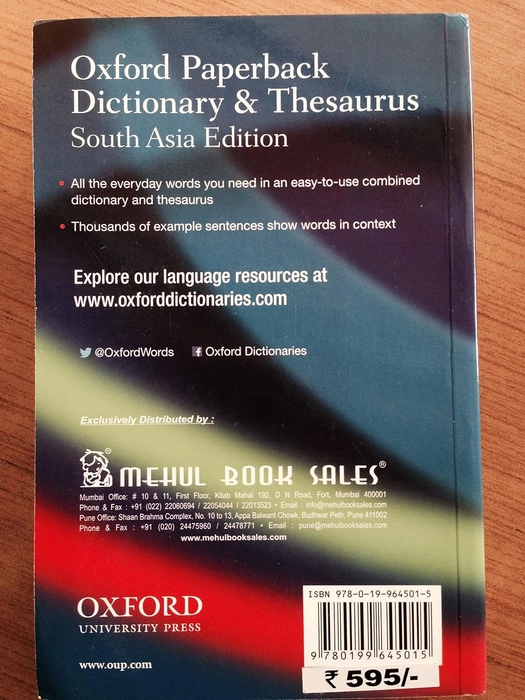 Oxford Paperback
Dictionary & Thesaurus
South Asia Edition
• All the everyday words you need in an easy-to-use combined
dictionary and thesaurus
• Thousands of example sentences show words in context
Explore our language resources at
www.oxforddictionaries.com
@OxfordWords f Oxford Dictionaries
Exclusively Distributed by :
MEHUL BOOK SALES®
Mumbai Office: # 10 & 11, First Floor, Kitab Mahal 192, D N Road, Fort, Mumbai 400001
Phone & Fax : +91 (022) 22060694 / 22054044 / 22013523 • Email : info@mehulbooksales.com
Pune Office: Shaan Brahma Complex, No. 10 to 13, Appa Balwant Chowk, Budhwar Peth, Pune 411002
Phone & Fax : +91 (020) 24475960 / 24478771 • Email : pune@mehulbooksales.com
www.mehulbooksales.com
OXFORD
UNIVERSITY PRESS
www.oup.com
ISBN 978-0-19-964501-5
9 780199 645015
₹ 595/-